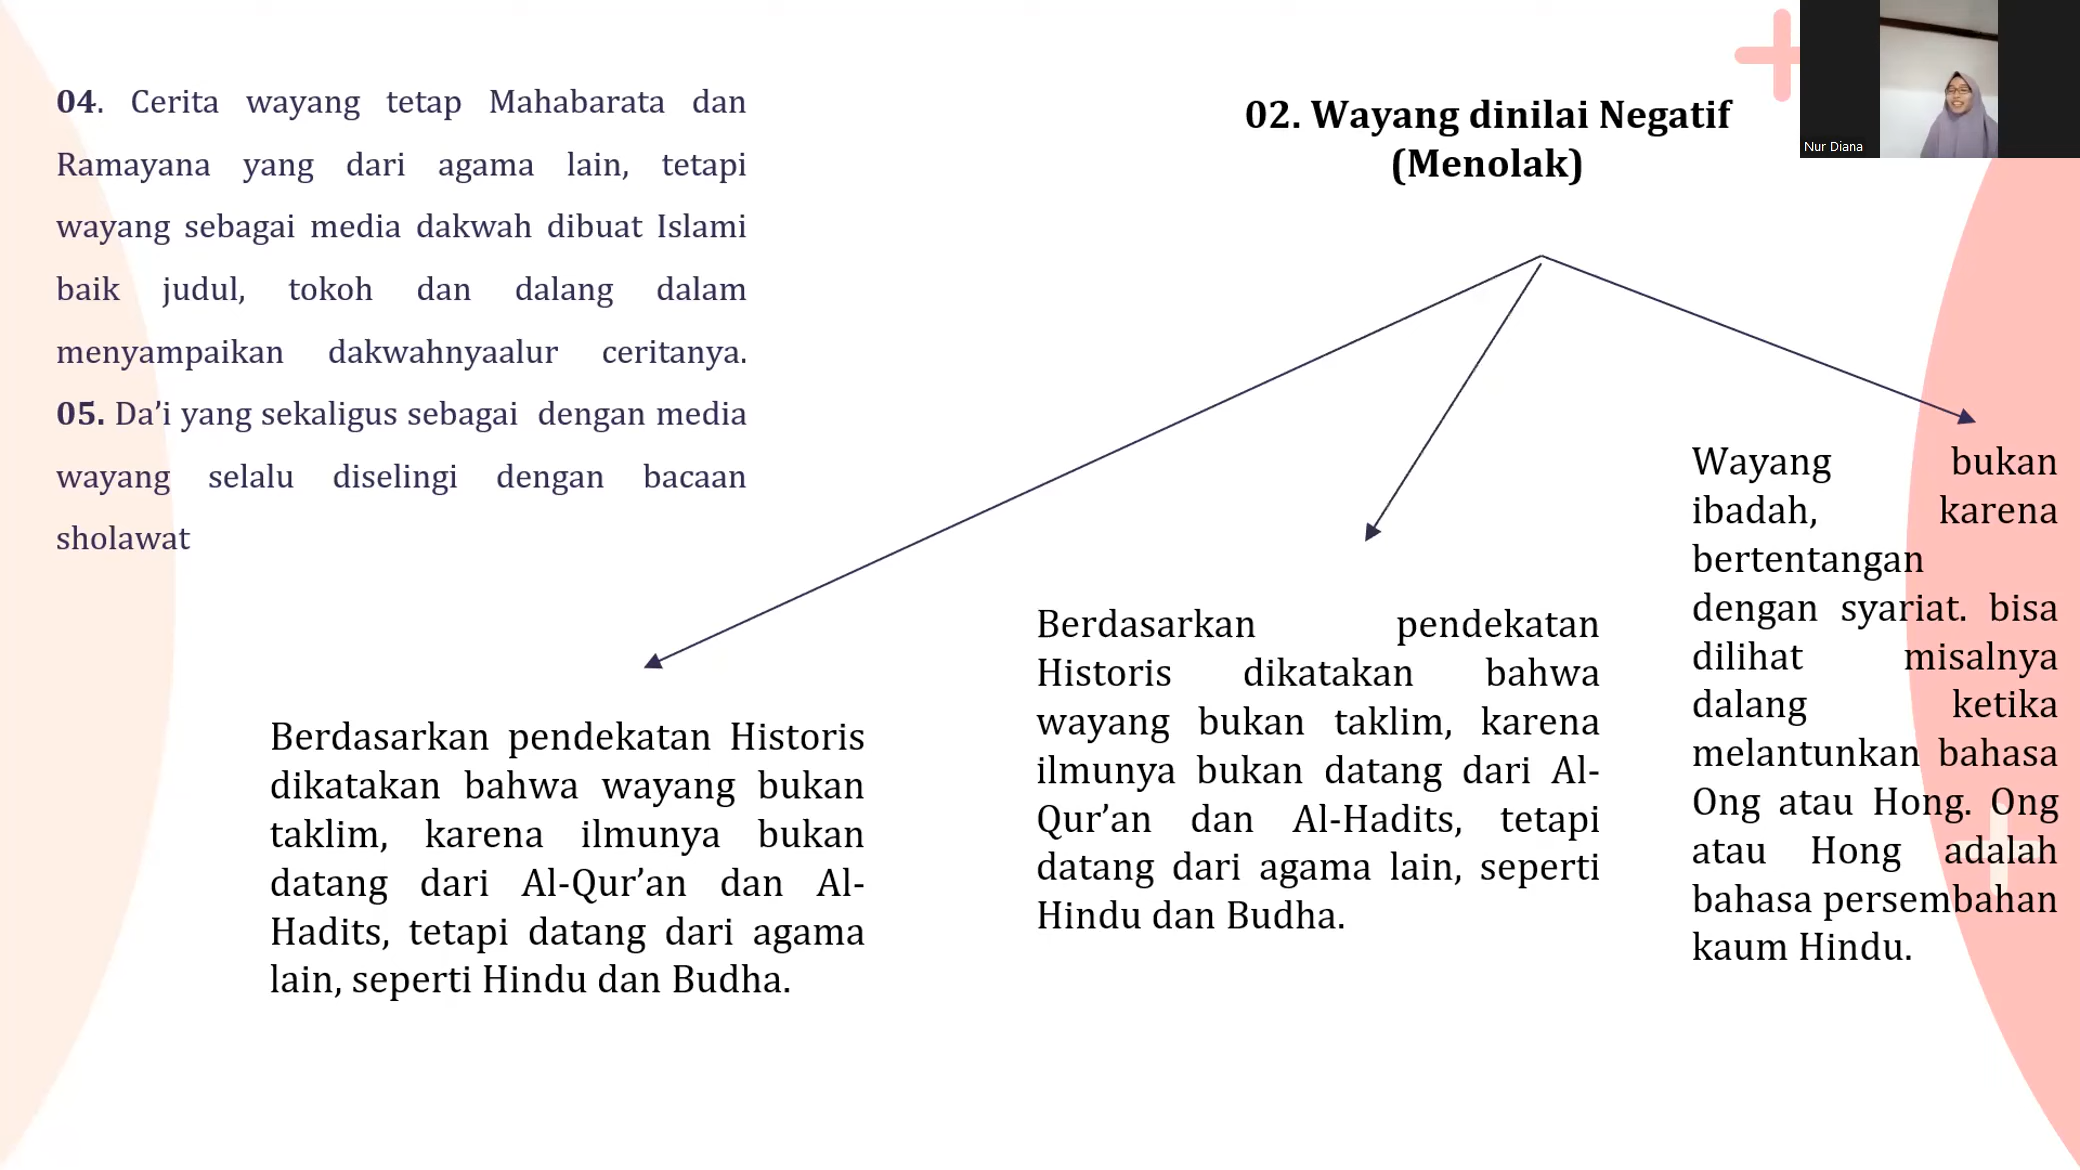 04. Cerita wayang tetap Mahabarata dan
Ramayana yang dari agama lain, tetapi
wayang sebagai media dakwah dibuat Islami
baik judul, tokoh dan dalang dalam
menyampaikan dakwahnyaalur ceritanya.
05. Da’i yang sekaligus sebagai dengan media
wayang selalu diselingi dengan bacaan
sholawat
02. Wayang dinilai Negatif
(Menolak)
Nur Diana
Berdasarkan pendekatan Historis
dikatakan bahwa wayang bukan
taklim, karena ilmunya bukan
datang dari Al-Qur’an dan Al-
Hadits, tetapi datang dari agama
lain, seperti Hindu dan Budha.
Berdasarkan pendekatan
Historis dikatakan bahwa
wayang bukan taklim, karena
ilmunya bukan datang dari Al-
Qur’an dan Al-Hadits, tetapi
datang dari agama lain, seperti
Hindu dan Budha.
Wayang bukan
ibadah, karena
bertentangan
dengan syariat. bisa
dilihat misalnya
dalang ketika
melantunkan bahasa
Ong atau Hong. Ong
atau Hong adalah
bahasa persembahan
kaum Hindu.